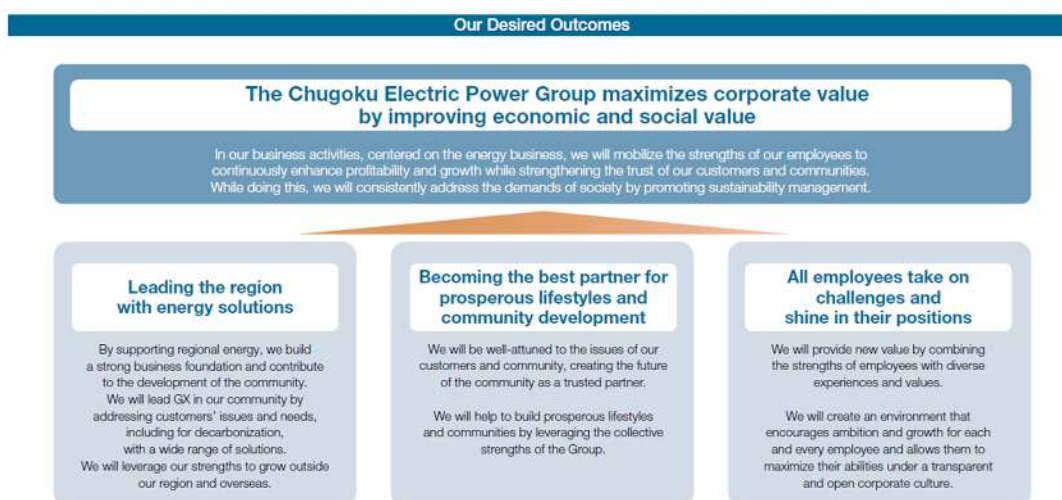 Our Desired Outcomes
The Chugoku Electric Power Group maximizes corporate value
by improving economic and social value
In our business activities, centered on the energy business, we will mobilize the strengths of our employees to
continuously enhance profitability and growth while strengthening the trust of our customers and communities.
While doing this, we will consistently address the demands of society by promoting sustainability management.
Leading the region
with energy solutions
By supporting regional energy, we build
a strong business foundation and contribute
to the development of the community.
We will lead GX in our community by
addressing customers' issues and needs,
including for decarbonization,
with a wide range of solutions.
We will leverage our strengths to grow outside
our region and overseas.
Becoming the best partner for
prosperous lifestyles and
community development
We will be well-attuned to the issues of our
customers and community, creating the future
of the community as a trusted partner.
We will help to build prosperous lifestyles
and communities by leveraging the collective
strengths of the Group.
All employees take on
challenges and
shine in their positions
We will provide new value by combining
the strengths of employees with diverse
experiences and values.
We will create an environment that
encourages ambition and growth for each
and every employee and allows them to
maximize their abilities under a transparent
and open corporate culture.